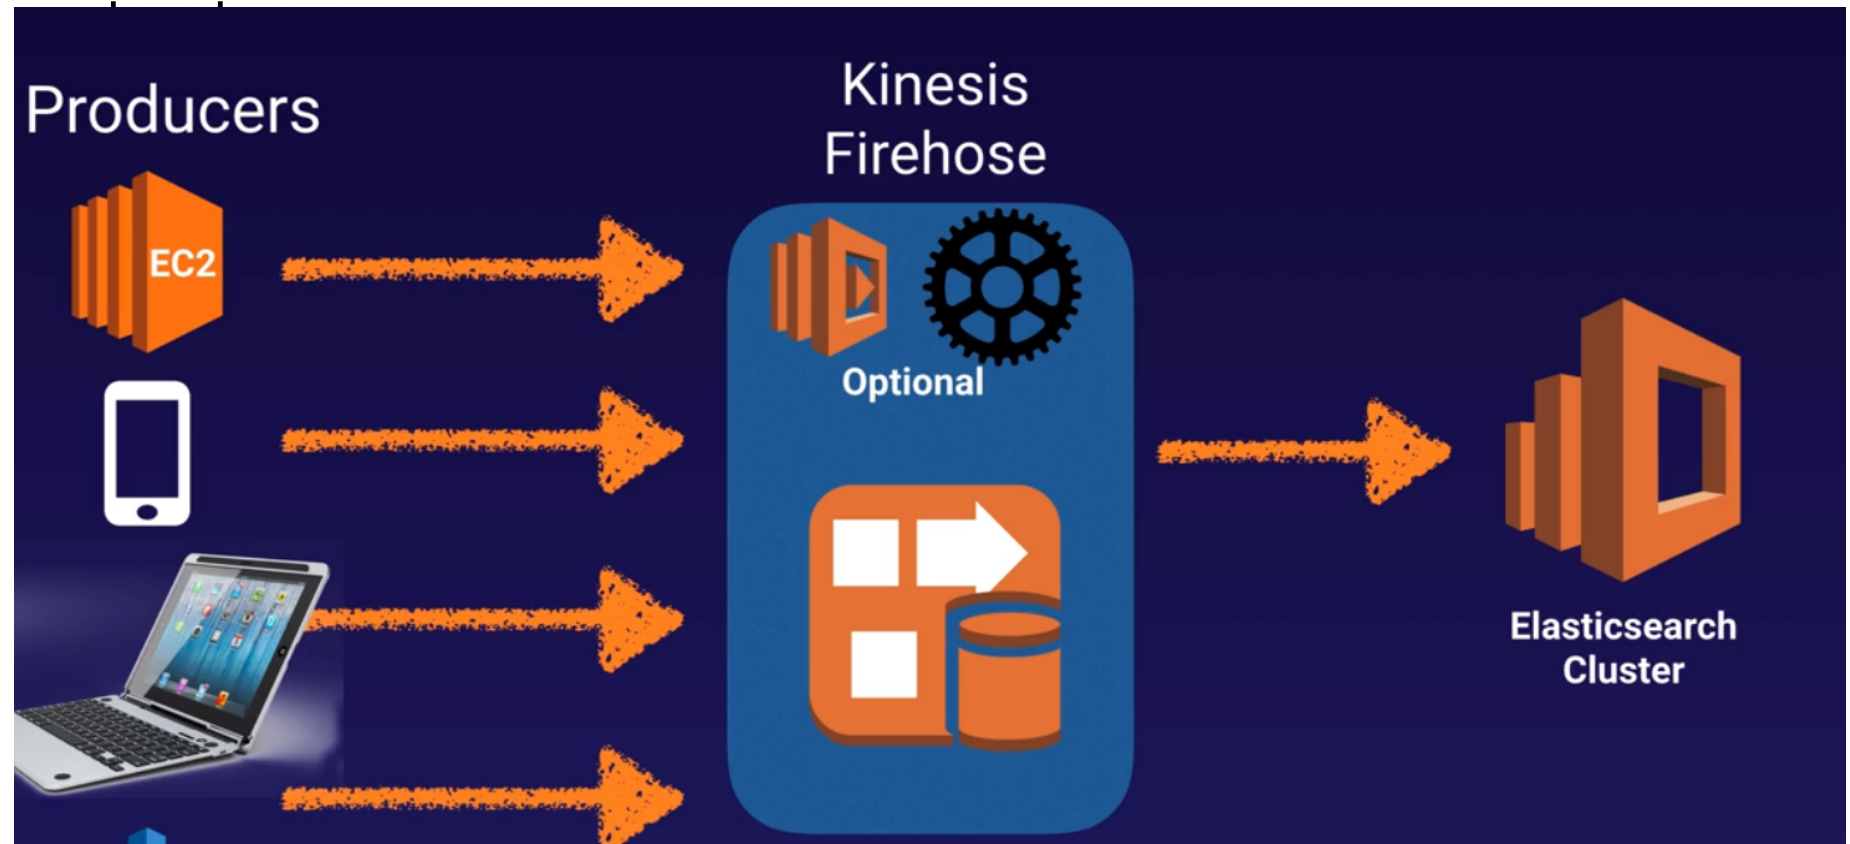 Producers
Kinesis
Firehose
EC2
Optional
Elasticsearch
Cluster